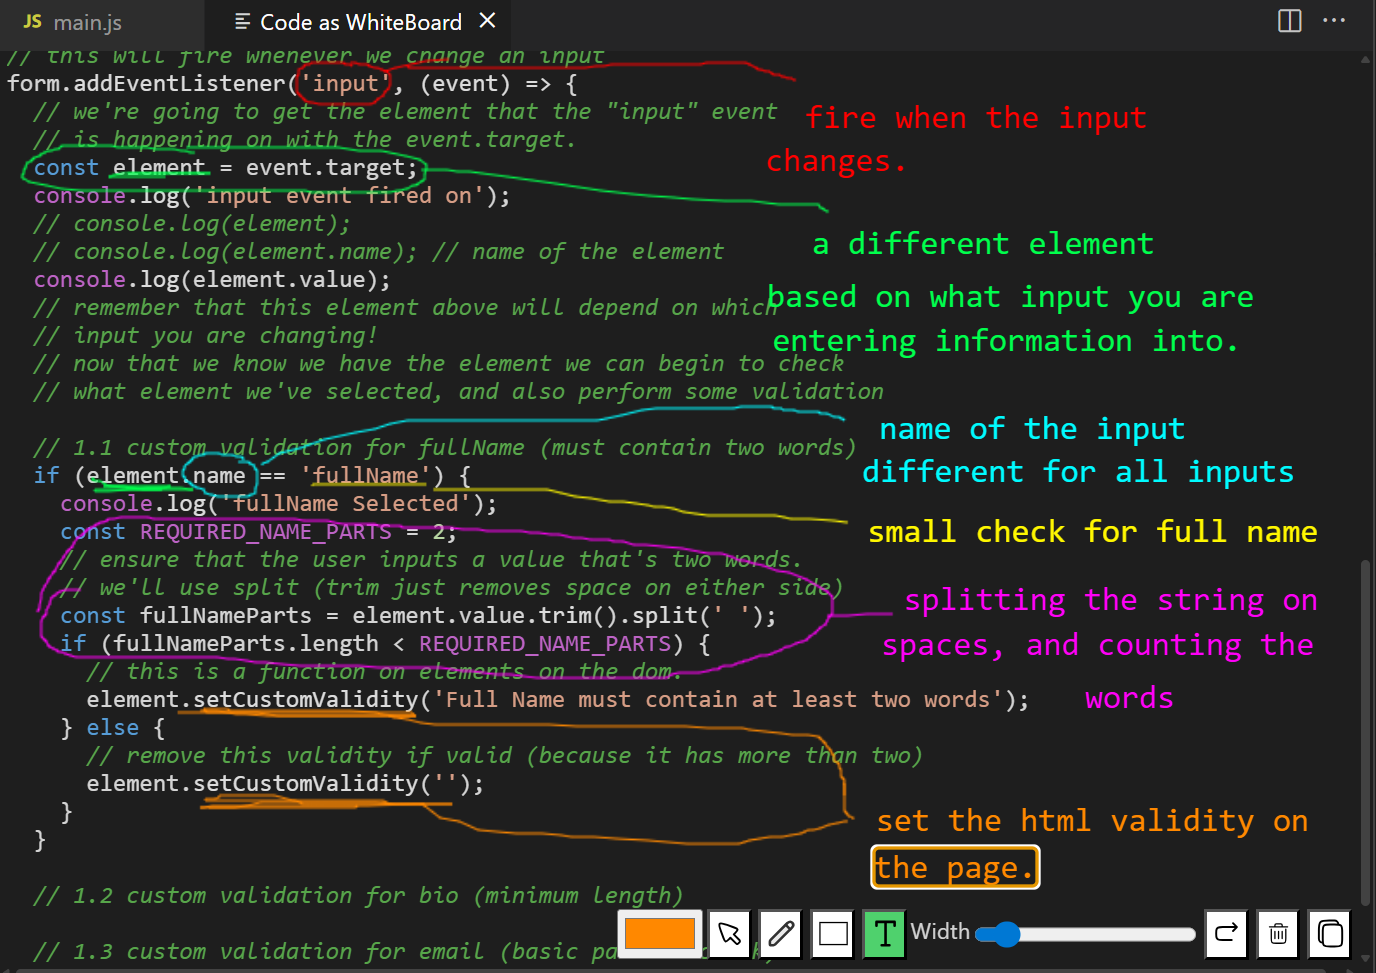 JS main.js
Code as WhiteBoard
// this will fire whenever we change an input
form.addEventListener('input', (event) => {
// we're going to get the element that the "input" event
// is happening on with the event.target.
const element = event.target;
console.log('input event fired on');
// console.log(element);
// console.log(element.name); // name of the element
console.log(element.value);
// remember that this element above will depend on which
// input you are changing!
// now that we know we have the element we can begin to check
// what element we've selected, and also perform some validation
// 1.1 custom validation for fullName (must contain two words)
if (element.name == 'fullName') {
console.log('fullName Selected');
const REQUIRED_NAME_PARTS = 2;
// ensure that the user inputs a value that's two words.
// we'll use split (trim just removes space on either side)
const fullNameParts = element.value.trim().split(' ');
if (fullNameParts.length < REQUIRED_NAME_PARTS) {
// this is a function on elements on the dom.
element.setCustomValidity('Full Name must contain at least two words');
} else {
// remove this validity if valid (because it has more than two)
element.setCustomValidity('');
}
}
// 1.2 custom validation for bio (minimum length)
// 1.3 custom validation for email (basic
fire when the input
changes.
a different element
based on what input you are
entering information into.
name of the input
different for all inputs
small check for full name
splitting the string on
spaces, and counting the
words
set the html validity on
the page.
T
Width